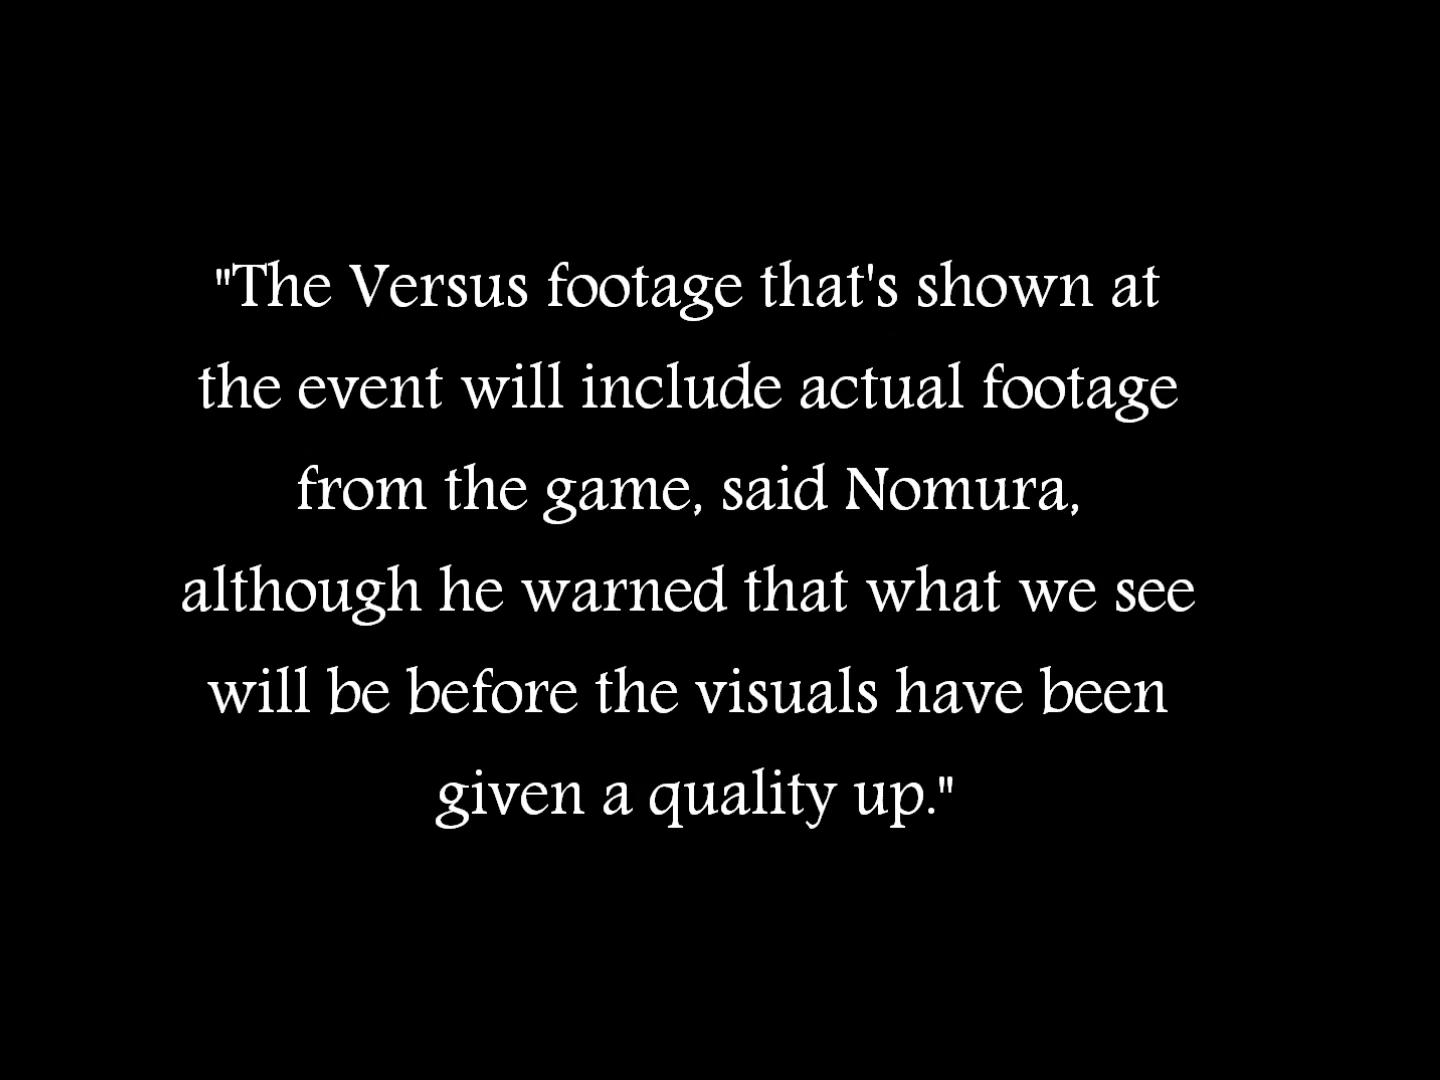 "The Versus footage that's shown at
the event will include actual footage
from the game, said Nomura,
although he warned that what we see
will be before the visuals have been
given a quality up."